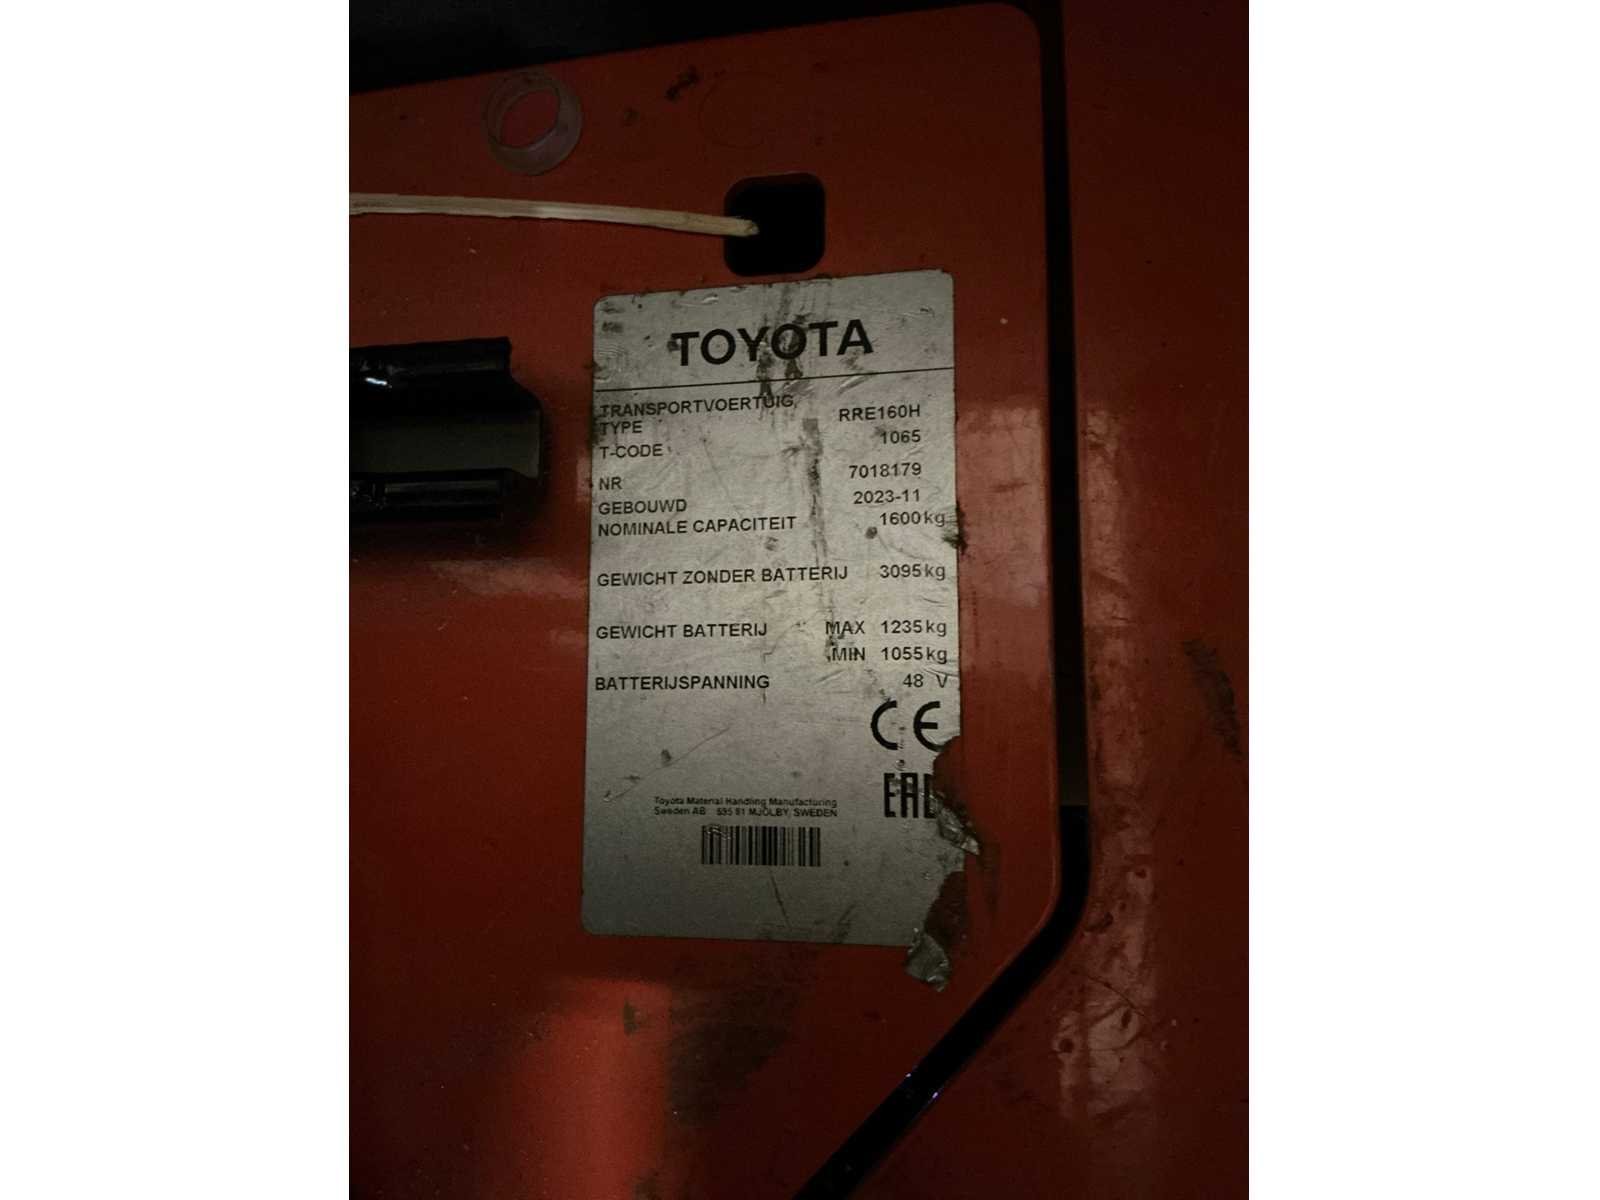 TOYOTA
TRANSPORTVOERTUIG,
TYPE RRE160H
T-CODE 1065
NR 7018179
GEBOUWD 2023-11
NOMINALE CAPACITEIT 1600 kg
GEWICHT ZONDER BATTERIJ 3095 kg
GEWICHT BATTERIJ MAX 1235 kg
MIN 1055 kg
BATTERIJSPANNING 48 V
CE
EAC
Toyota Material Handling Manufacturing
Sweden AB 595 81 MJÖLBY, SWEDEN